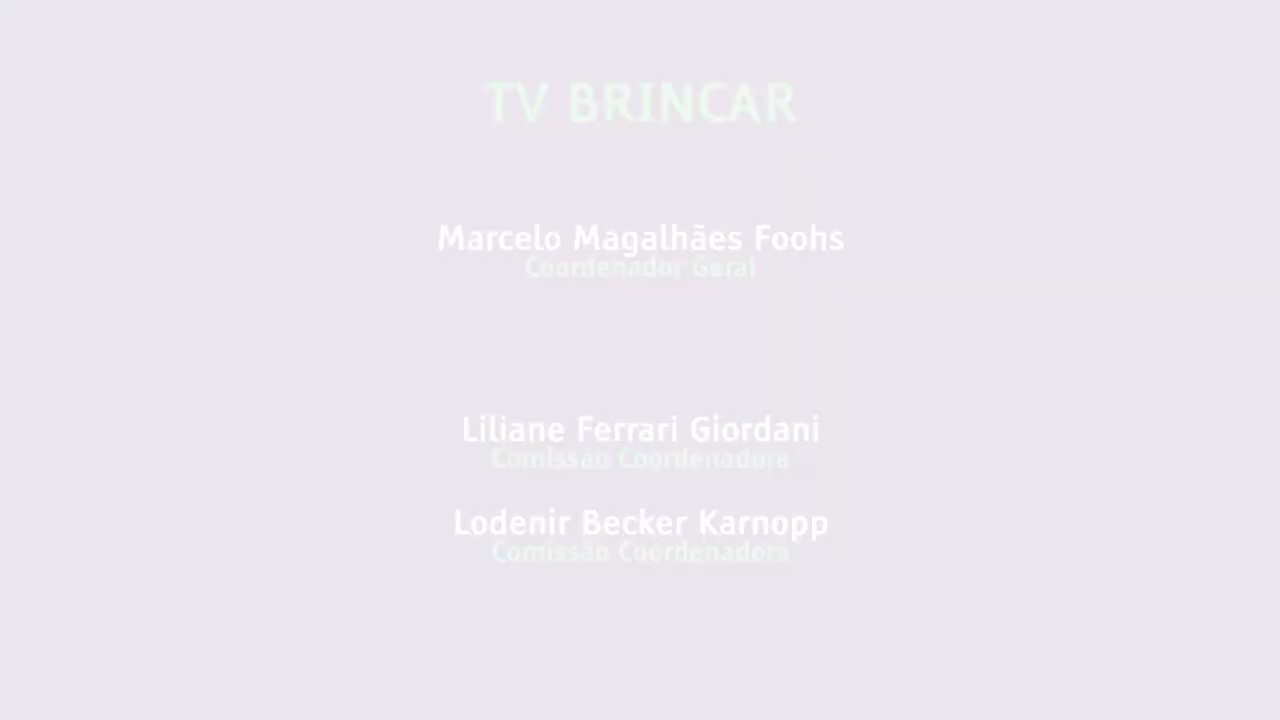 TV BRINCAR
Marcelo Magalhães Foohs
Coordenador Geral
Liliane Ferrari Giordani
Comissão Coordenadora
Lodenir Becker Karnopp
Comissão Coordenadora